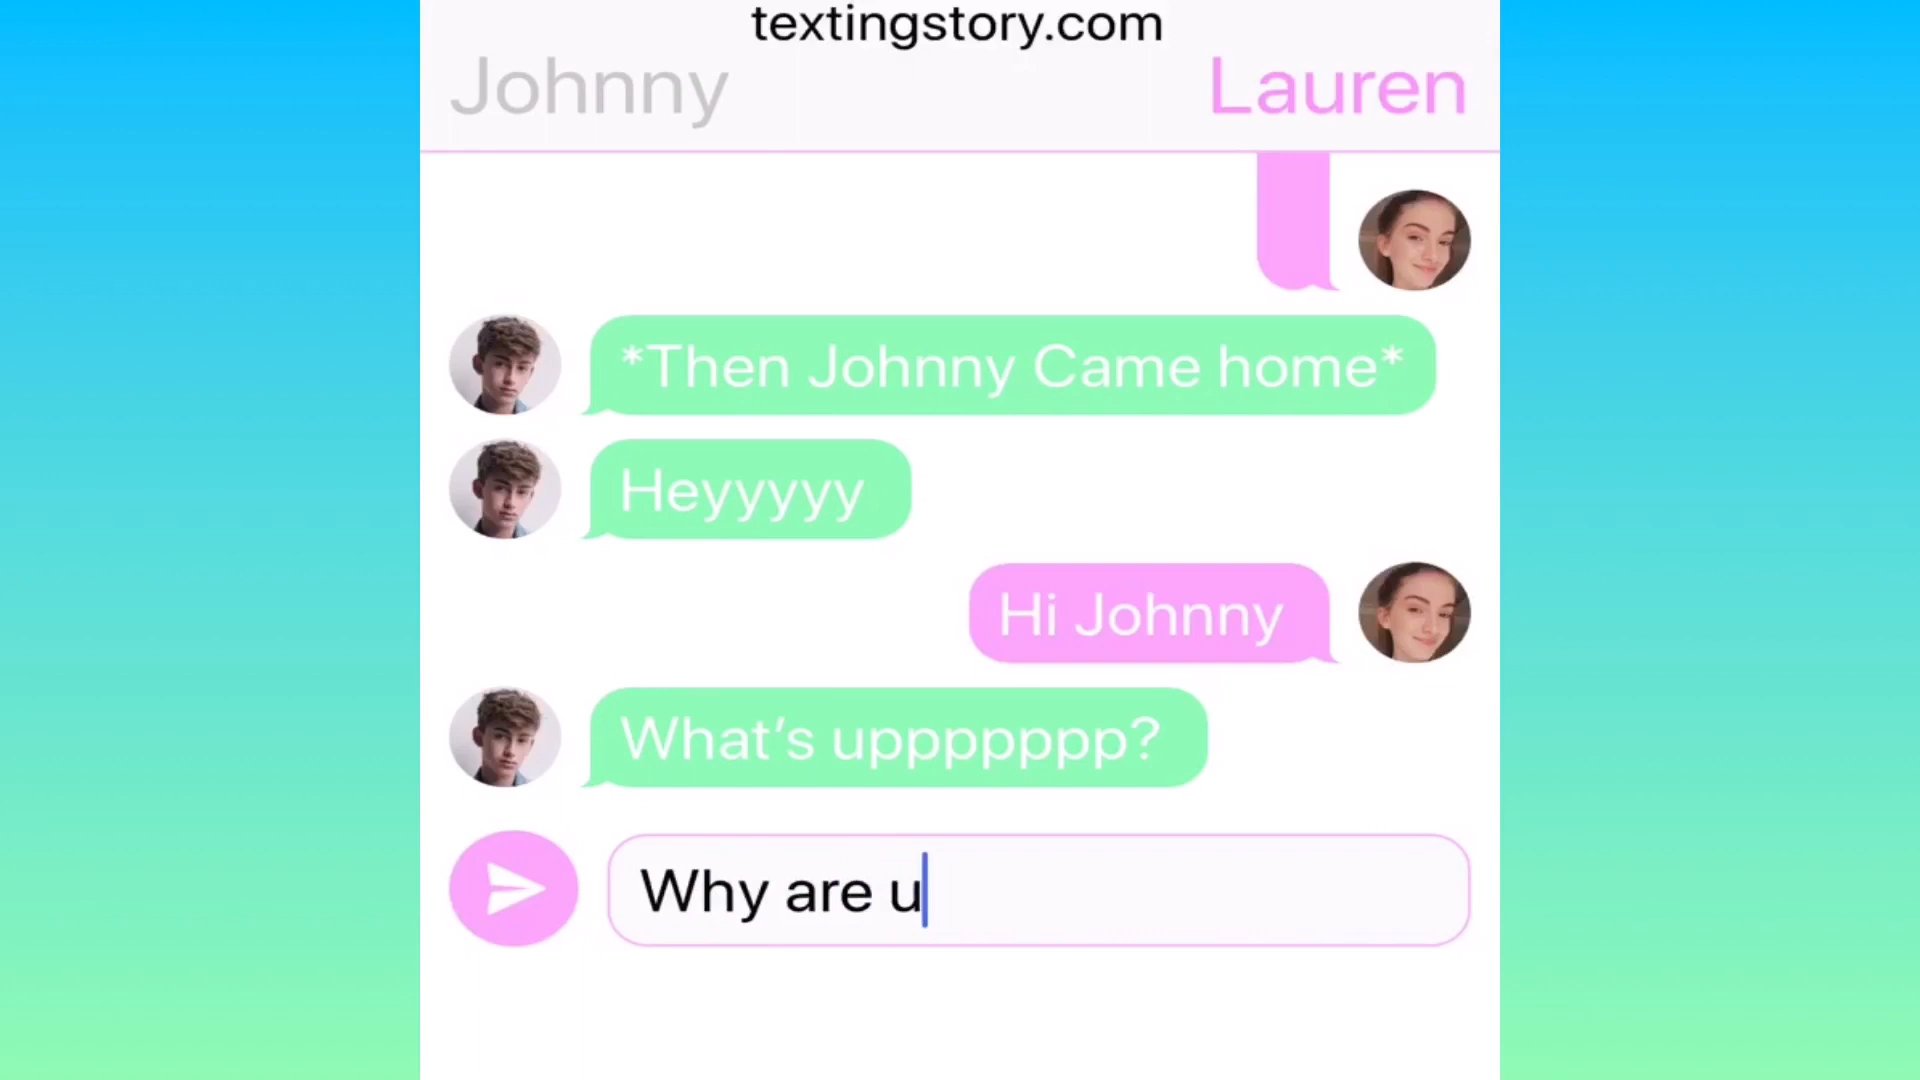 textingstory.com
Johnny
Lauren
*Then Johnny Came home*
Heyyyyy
Hi Johnny
What’s uppppppp?
Why are u